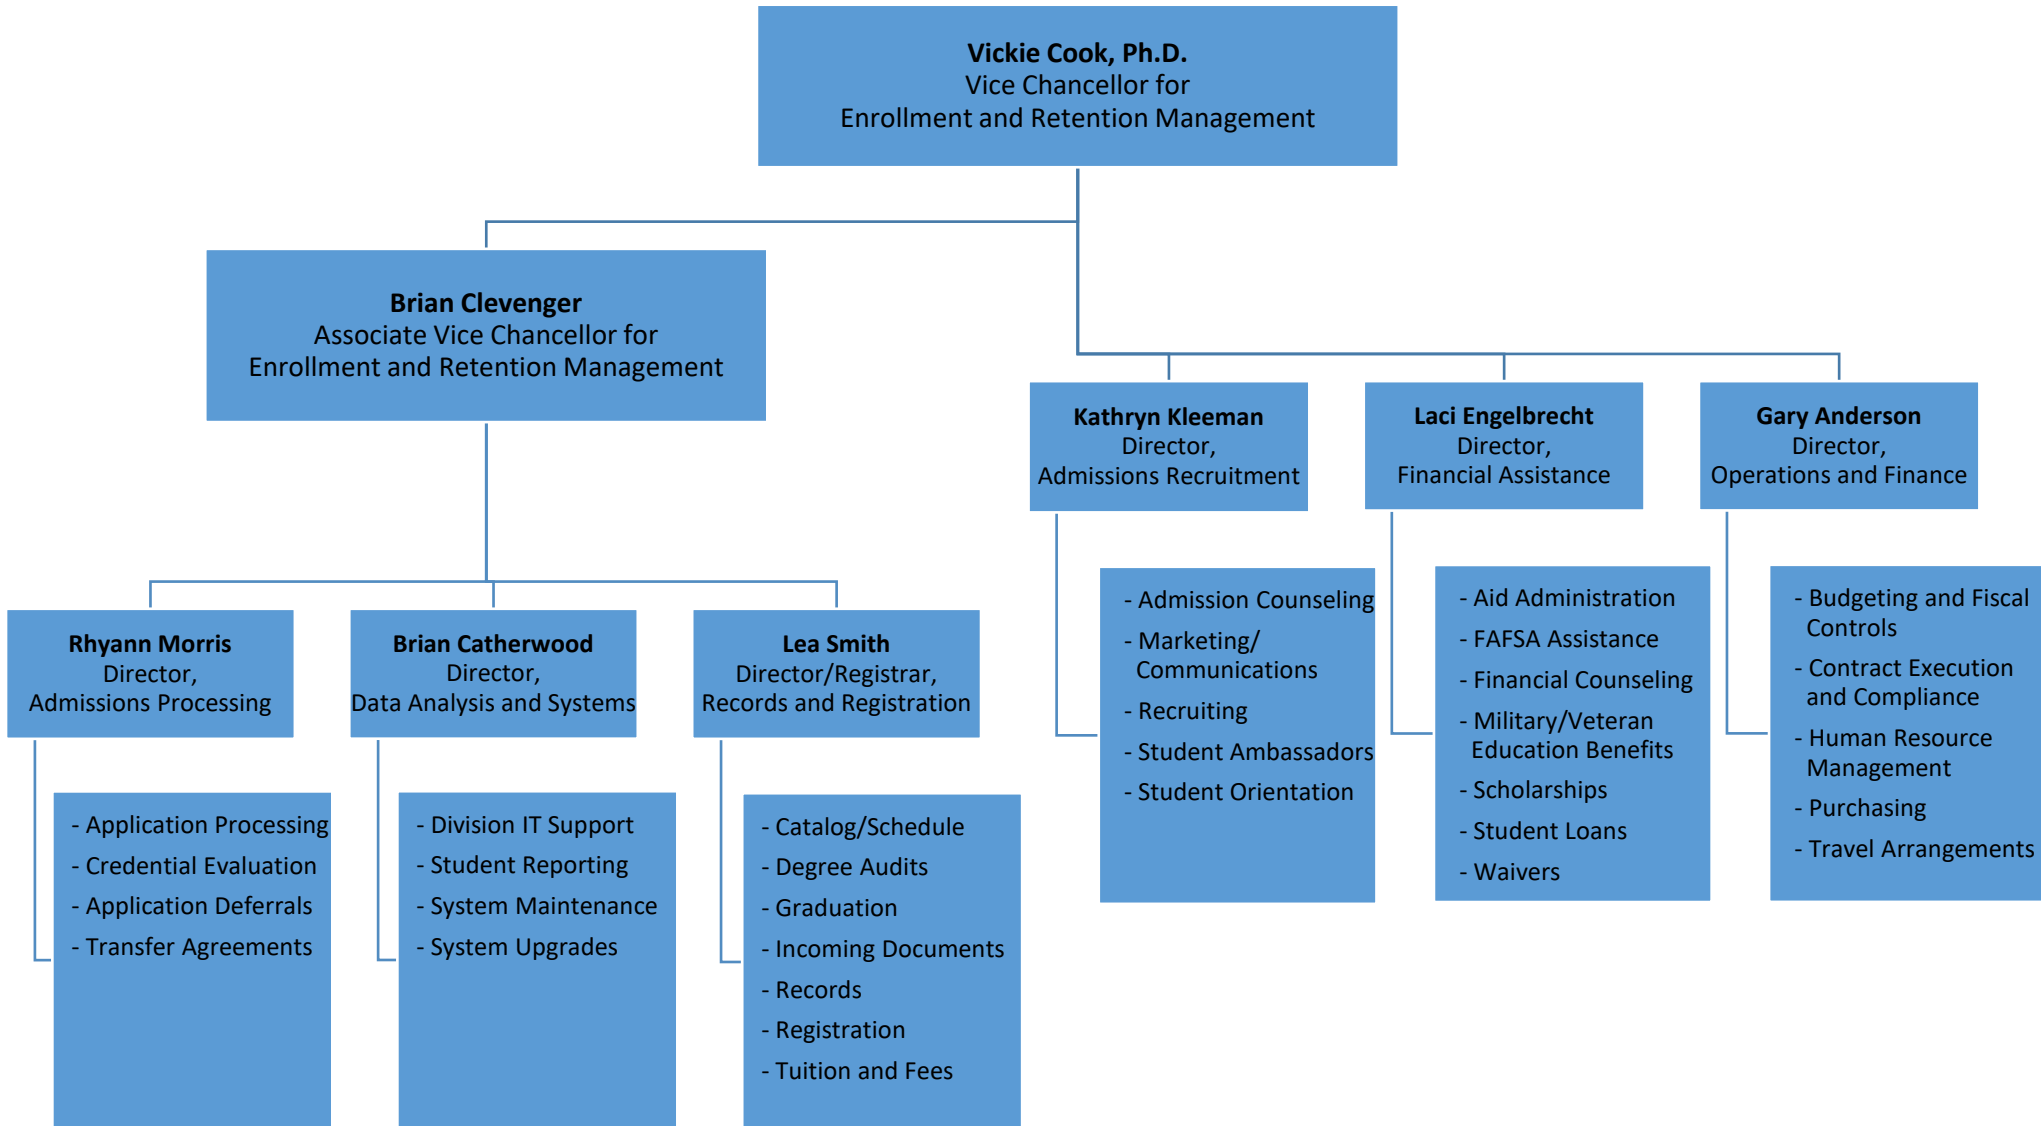 Vickie Cook, Ph.D.
Vice Chancellor for
Enrollment and Retention Management
Brian Clevenger
Associate Vice Chancellor for
Enrollment and Retention Management
Kathryn Kleeman
Director,
Admissions Recruitment
Laci Engelbrecht
Director,
Financial Assistance
Gary Anderson
Director,
Operations and Finance
- Admission Counseling
- Marketing/
Communications
- Recruiting
- Student Ambassadors
- Student Orientation
- Aid Administration
- FAFSA Assistance
- Financial Counseling
- Military/Veteran
Education Benefits
- Scholarships
- Student Loans
- Waivers
- Budgeting and Fiscal
Controls
- Contract Execution
and Compliance
- Human Resource
Management
- Purchasing
- Travel Arrangements
Rhyann Morris
Director,
Admissions Processing
Brian Catherwood
Director,
Data Analysis and Systems
Lea Smith
Director/Registrar,
Records and Registration
- Application Processing
- Credential Evaluation
- Application Deferrals
- Transfer Agreements
- Division IT Support
- Student Reporting
- System Maintenance
- System Upgrades
- Catalog/Schedule
- Degree Audits
- Graduation
- Incoming Documents
- Records
- Registration
- Tuition and Fees